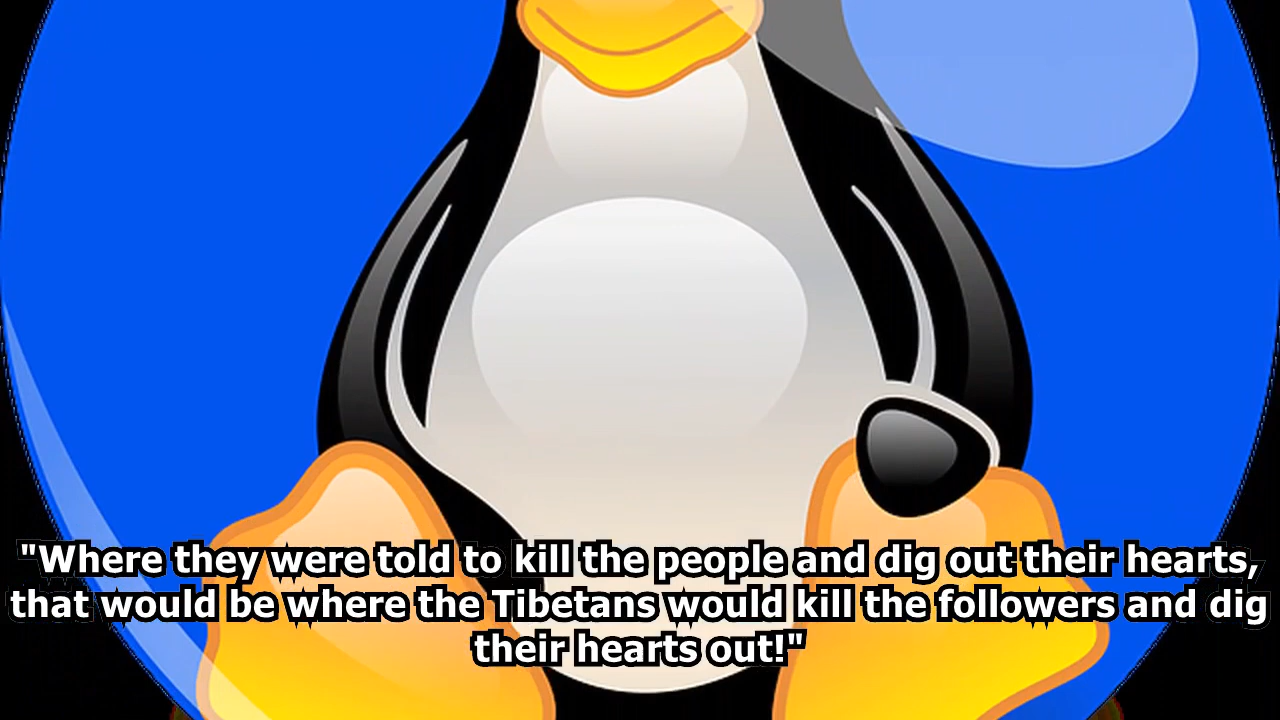 "Where they were told to kill the people and dig out their hearts,
that would be where the Tibetans would kill the followers and dig
their hearts out!"